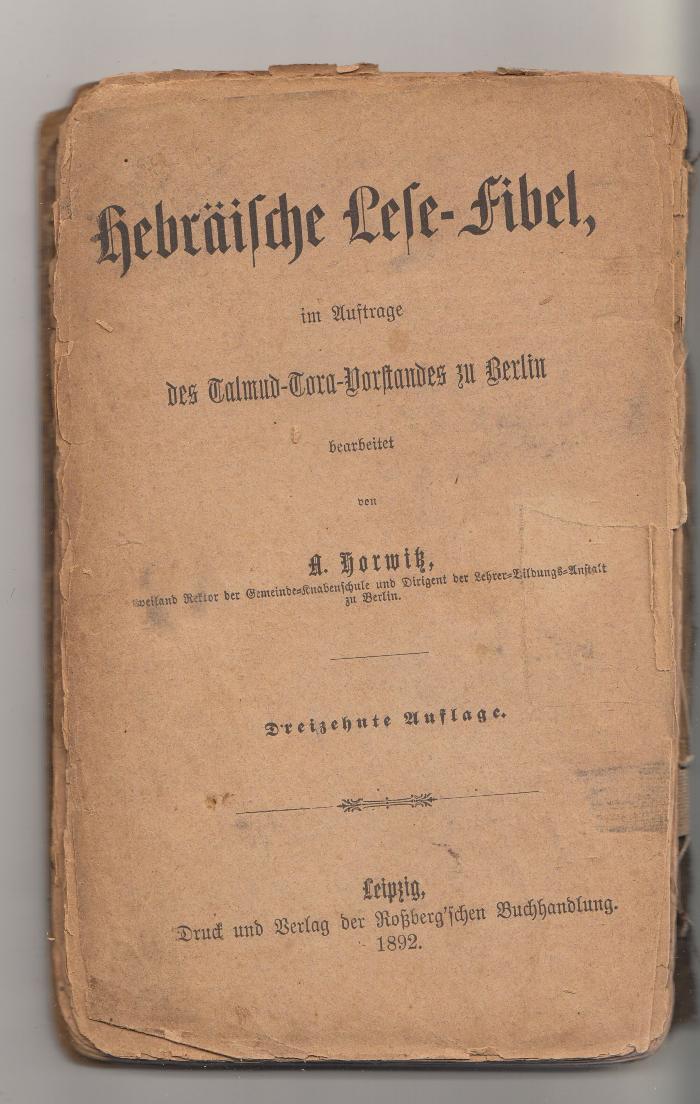 Hebräische Lese-Fibel,
im Auftrage
des Talmud-Tora-Vorstandes zu Berlin
bearbeitet
von
A. Horwitz,
weiland Rektor der Gemeinde-Knabenschule und Dirigent der Lehrer-Bildungs-Anstalt
zu Berlin.
Dreizehnte Auflage.
Leipzig,
Druck und Verlag der Roßberg'schen Buchhandlung.
1892.